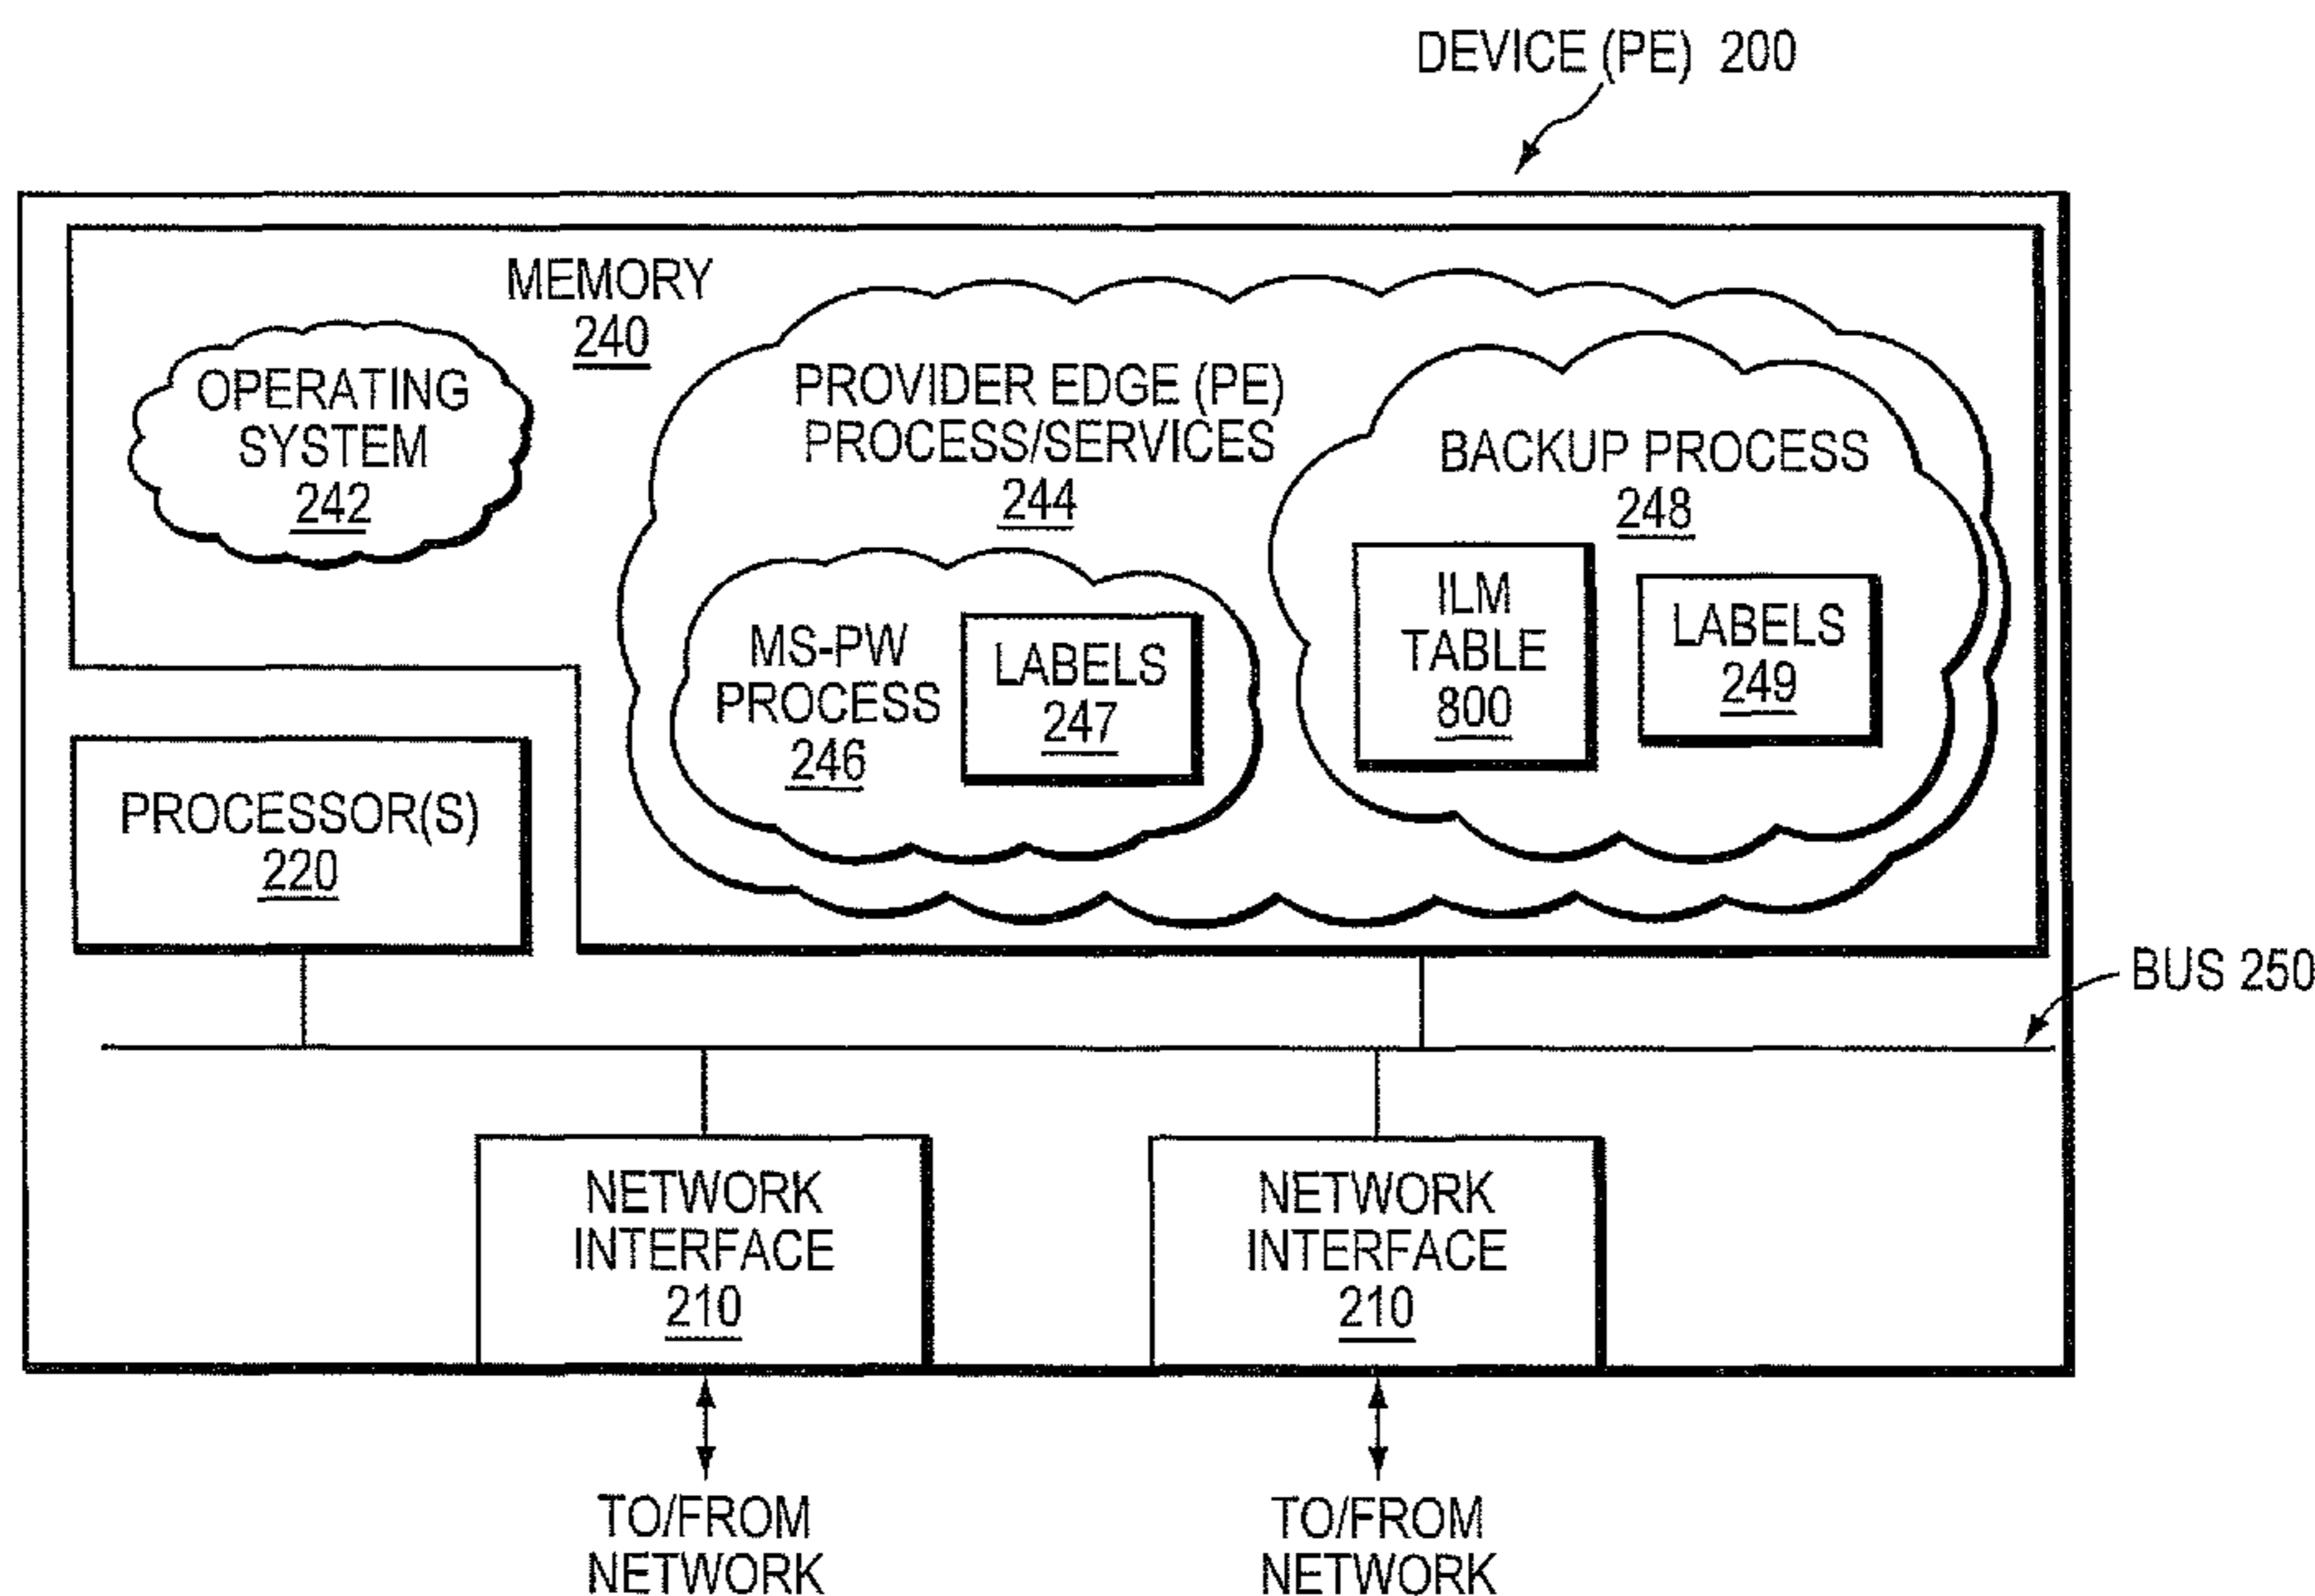 DEVICE (PE) 200
MEMORY
240
OPERATING
SYSTEM
242
PROVIDER EDGE (PE)
PROCESS/SERVICES
244
BACKUP PROCESS
248
MS-PW
PROCESS
246
LABELS
247
ILM
TABLE
800
LABELS
249
PROCESSOR(S)
220
BUS 250
NETWORK
INTERFACE
210
NETWORK
INTERFACE
210
TO/FROM
NETWORK
TO/FROM
NETWORK